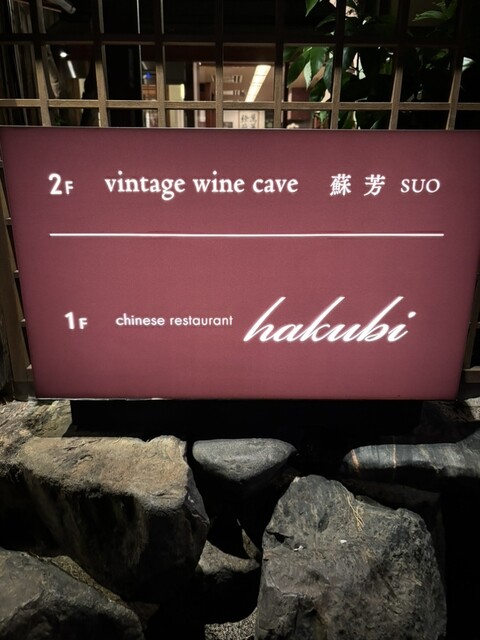 2F vintage wine cave 蘇芳 SUO
1F chinese restaurant hakubi